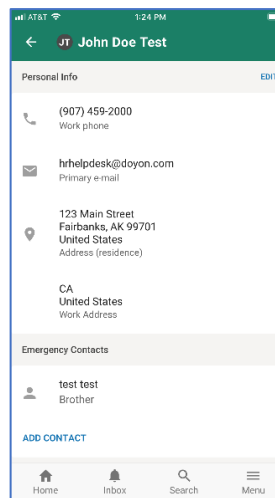 AT&T
1:24 PM
JT John Doe Test
Personal Info EDIT
(907) 459-2000
Work phone
hrhelpdesk@doyon.com
Primary e-mail
123 Main Street
Fairbanks, AK 99701
United States
Address (residence)
CA
United States
Work Address
Emergency Contacts
test test
Brother
ADD CONTACT
Home Inbox Search Menu